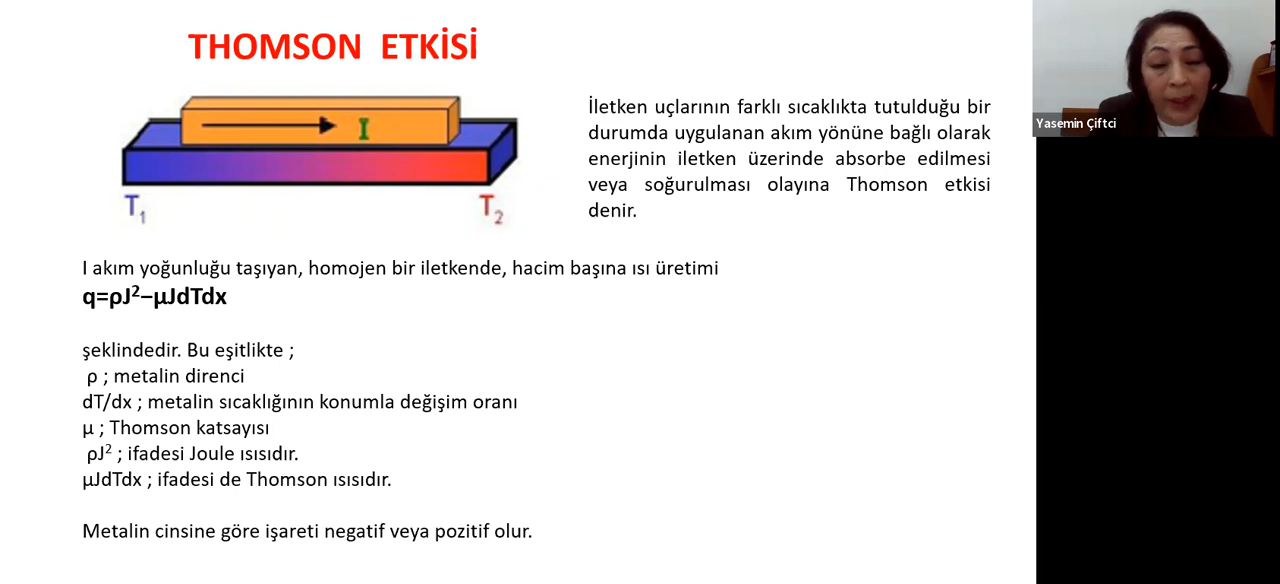 THOMSON ETKİSİ
I
T1
T2
İletken uçlarının farklı sıcaklıkta tutulduğu bir
durumda uygulanan akım yönüne bağlı olarak
enerjinin iletken üzerinde absorbe edilmesi
veya soğurulması olayına Thomson etkisi
denir.
Yasemin Çiftci
I akım yoğunluğu taşıyan, homojen bir iletkende, hacim başına ısı üretimi
q=ρJ²−μJdTdx
şeklindedir. Bu eşitlikte ;
ρ ; metalin direnci
dT/dx ; metalin sıcaklığının konumla değişim oranı
μ ; Thomson katsayısı
ρJ² ; ifadesi Joule ısısıdır.
μJdTdx ; ifadesi de Thomson ısısıdır.
Metalin cinsine göre işareti negatif veya pozitif olur.